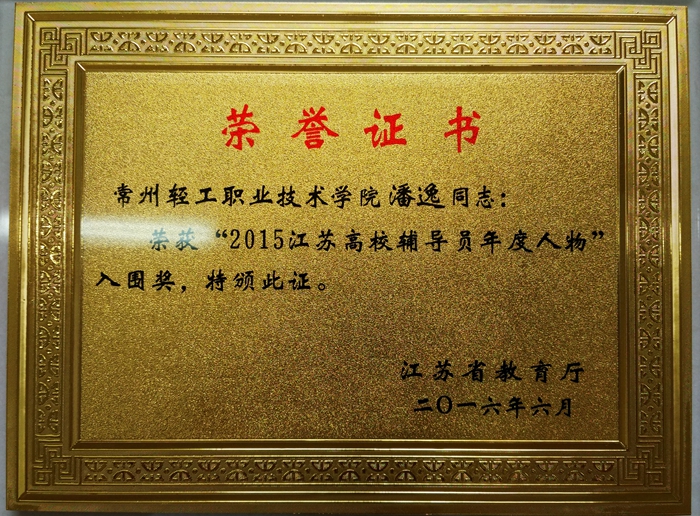 荣誉证书
常州轻工职业技术学院潘逸同志：
荣获“2015江苏高校辅导员年度人物”
入围奖，特颁此证。
江苏省教育厅
二〇一六年六月